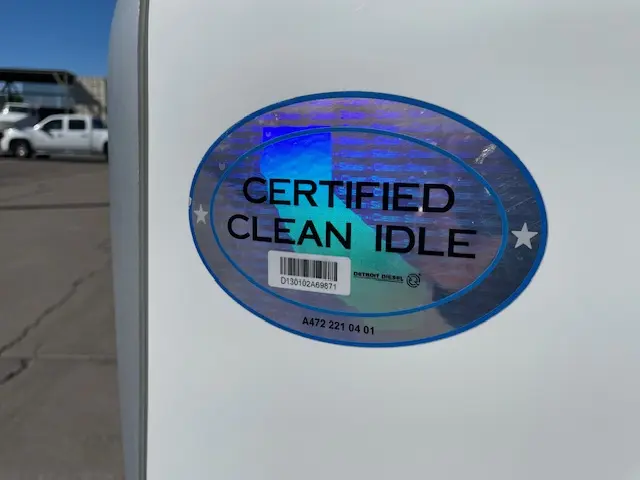 CERTIFIED
CLEAN IDLE
D130102A69871
DETROIT DIESEL
A472 221 04 01